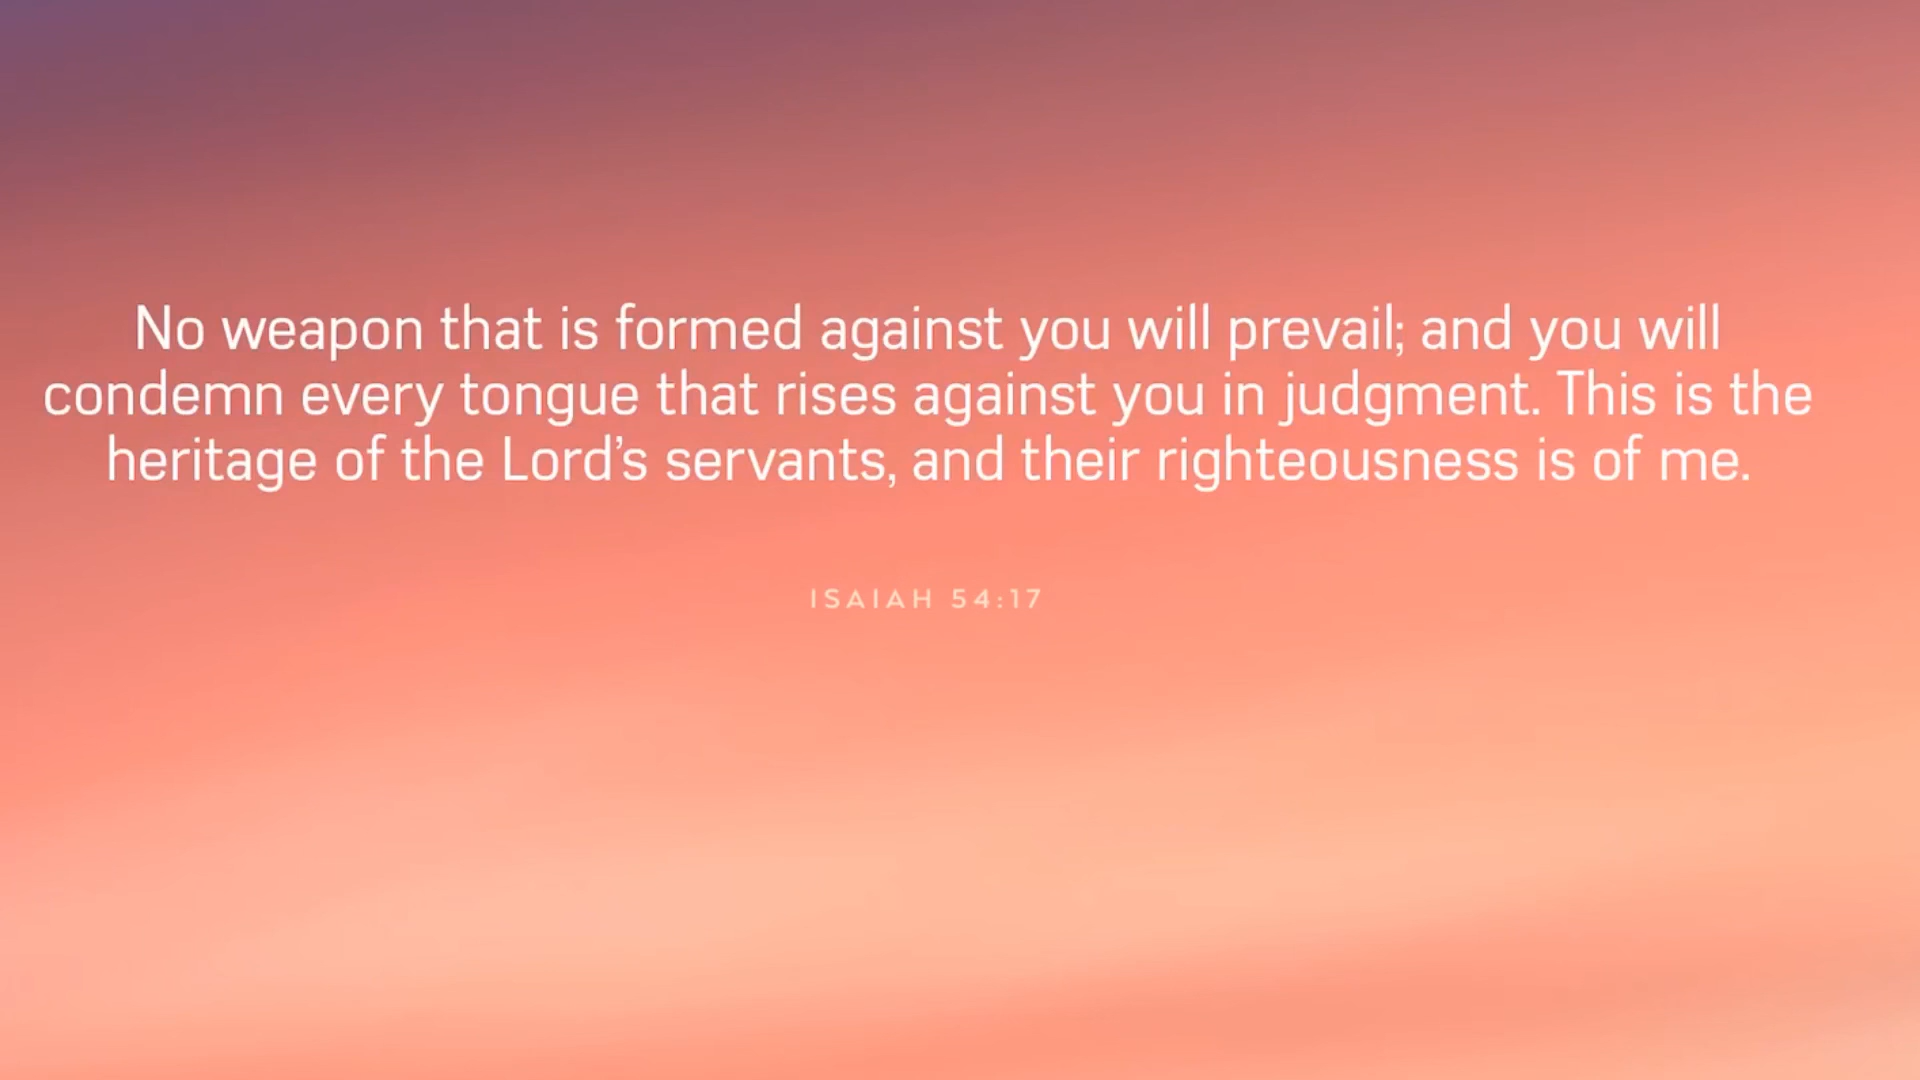 No weapon that is formed against you will prevail; and you will
condemn every tongue that rises against you in judgment. This is the
heritage of the Lord’s servants, and their righteousness is of me.
ISAIAH 54:17